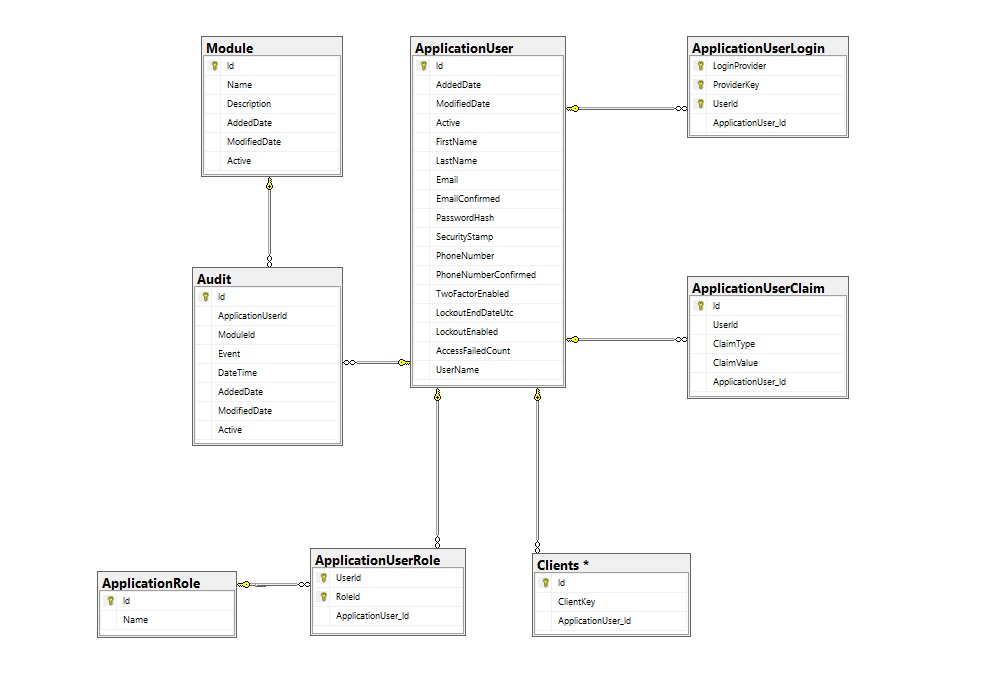 Module
Id
Name
Description
AddedDate
ModifiedDate
Active
ApplicationUser
Id
AddedDate
ModifiedDate
Active
FirstName
LastName
Email
EmailConfirmed
PasswordHash
SecurityStamp
PhoneNumber
PhoneNumberConfirmed
TwoFactorEnabled
LockoutEndDateUtc
LockoutEnabled
AccessFailedCount
UserName
ApplicationUserLogin
LoginProvider
ProviderKey
UserId
ApplicationUser_Id
Audit
Id
ApplicationUserId
ModuleId
Event
DateTime
AddedDate
ModifiedDate
Active
ApplicationUserClaim
Id
UserId
ClaimType
ClaimValue
ApplicationUser_Id
ApplicationRole
Id
Name
ApplicationUserRole
UserId
RoleId
ApplicationUser_Id
Clients *
Id
ClientKey
ApplicationUser_Id